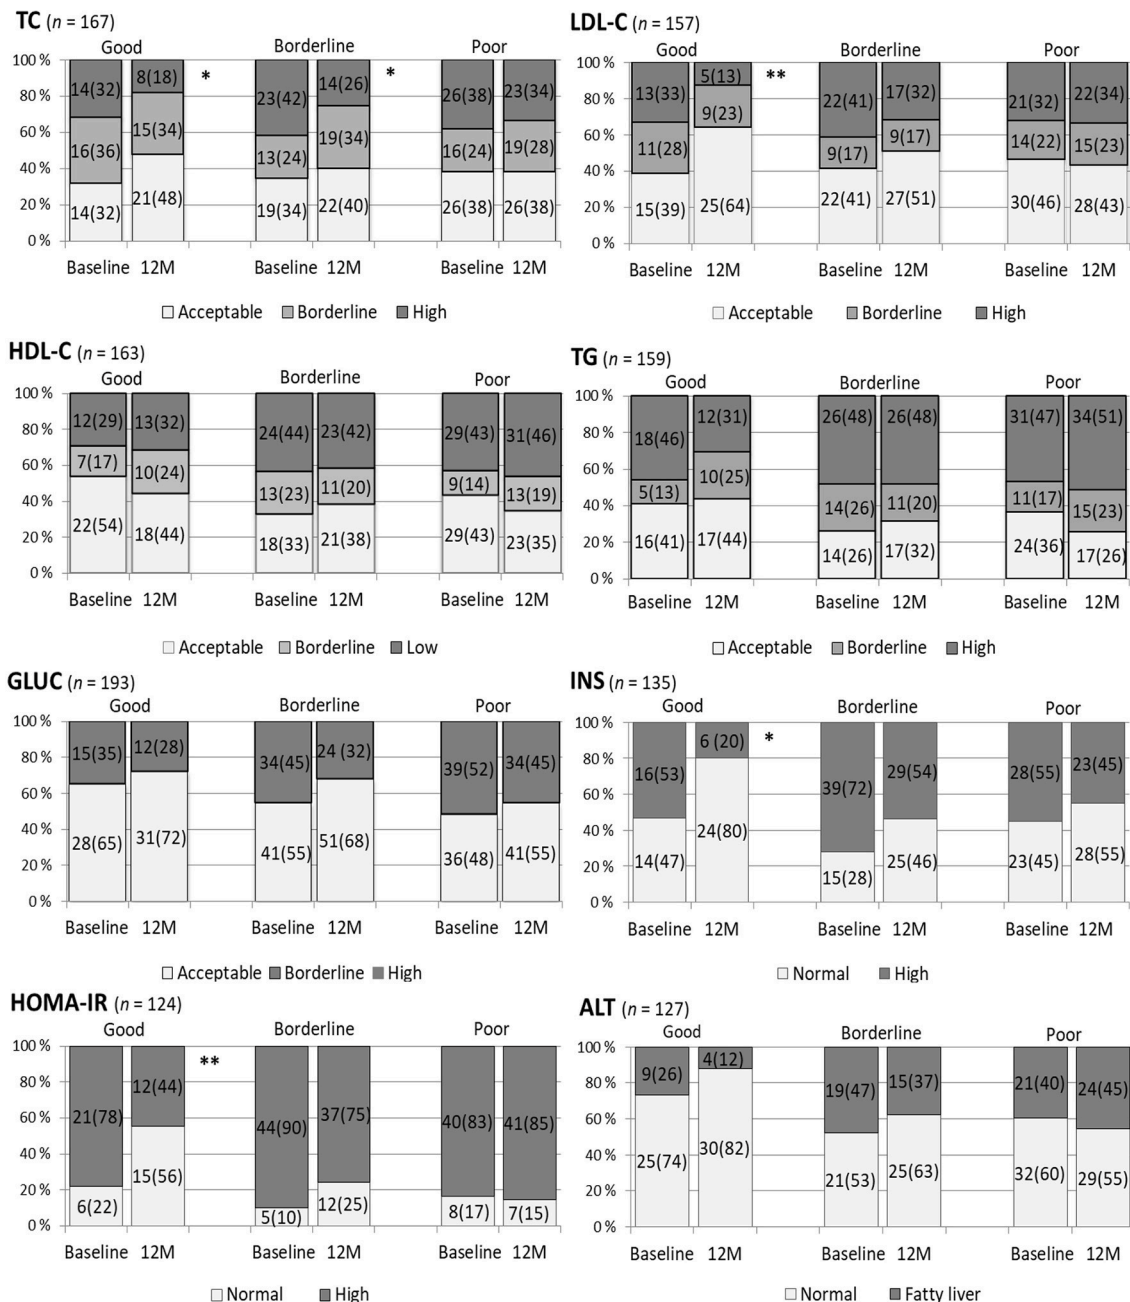 TC (n = 167)
Good Borderline Poor
100 %
80 %
60 %
40 %
20 %
0 %
14(32) 8(18) * 23(42) 14(26) * 26(38) 23(34)
16(36) 15(34) 13(24) 19(34) 16(24) 19(28)
14(32) 21(48) 19(34) 22(40) 26(38) 26(38)
Baseline 12M Baseline 12M Baseline 12M
Acceptable Borderline High
LDL-C (n = 157)
Good Borderline Poor
100 %
80 %
60 %
40 %
20 %
0 %
13(33) 5(13) ** 22(41) 17(32) 21(32) 22(34)
11(28) 9(23) 9(17) 9(17) 14(22) 15(23)
15(39) 25(64) 22(41) 27(51) 30(46) 28(43)
Baseline 12M Baseline 12M Baseline 12M
Acceptable Borderline High
HDL-C (n = 163)
Good Borderline Poor
100 %
80 %
60 %
40 %
20 %
0 %
12(29) 13(32) 24(44) 23(42) 29(43) 31(46)
7(17) 10(24) 13(23) 11(20) 9(14) 13(19)
22(54) 18(44) 18(33) 21(38) 29(43) 23(35)
Baseline 12M Baseline 12M Baseline 12M
Acceptable Borderline Low
TG (n = 159)
Good Borderline Poor
100 %
80 %
60 %
40 %
20 %
0 %
18(46) 12(31) 26(48) 26(48) 31(47) 34(51)
5(13) 10(25) 14(26) 11(20) 11(17) 15(23)
16(41) 17(44) 14(26) 17(32) 24(36) 17(26)
Baseline 12M Baseline 12M Baseline 12M
Acceptable Borderline High
GLUC (n = 193)
Good Borderline Poor
100 %
80 %
60 %
40 %
20 %
0 %
15(35) 12(28) 34(45) 24 (32) 39(52) 34(45)
28(65) 31(72) 41(55) 51(68) 36(48) 41(55)
Baseline 12M Baseline 12M Baseline 12M
Acceptable Borderline High
INS (n = 135)
Good Borderline Poor
100 %
80 %
60 %
40 %
20 %
0 %
16(53) 6 (20) * 39(72) 29(54) 28(55) 23(45)
14(47) 24(80) 15(28) 25(46) 23(45) 28(55)
Baseline 12M Baseline 12M Baseline 12M
Normal High
HOMA-IR (n = 124)
Good Borderline Poor
100 %
80 %
60 %
40 %
20 %
0 %
21(78) 12(44) ** 44(90) 37(75) 40(83) 41(85)
6(22) 15(56) 5(10) 12(25) 8(17) 7(15)
Baseline 12M Baseline 12M Baseline 12M
Normal High
ALT (n = 127)
Good Borderline Poor
100 %
80 %
60 %
40 %
20 %
0 %
9(26) 4(12) 19(47) 15(37) 21(40) 24(45)
25(74) 30(82) 21(53) 25(63) 32(60) 29(55)
Baseline 12M Baseline 12M Baseline 12M
Normal Fatty liver